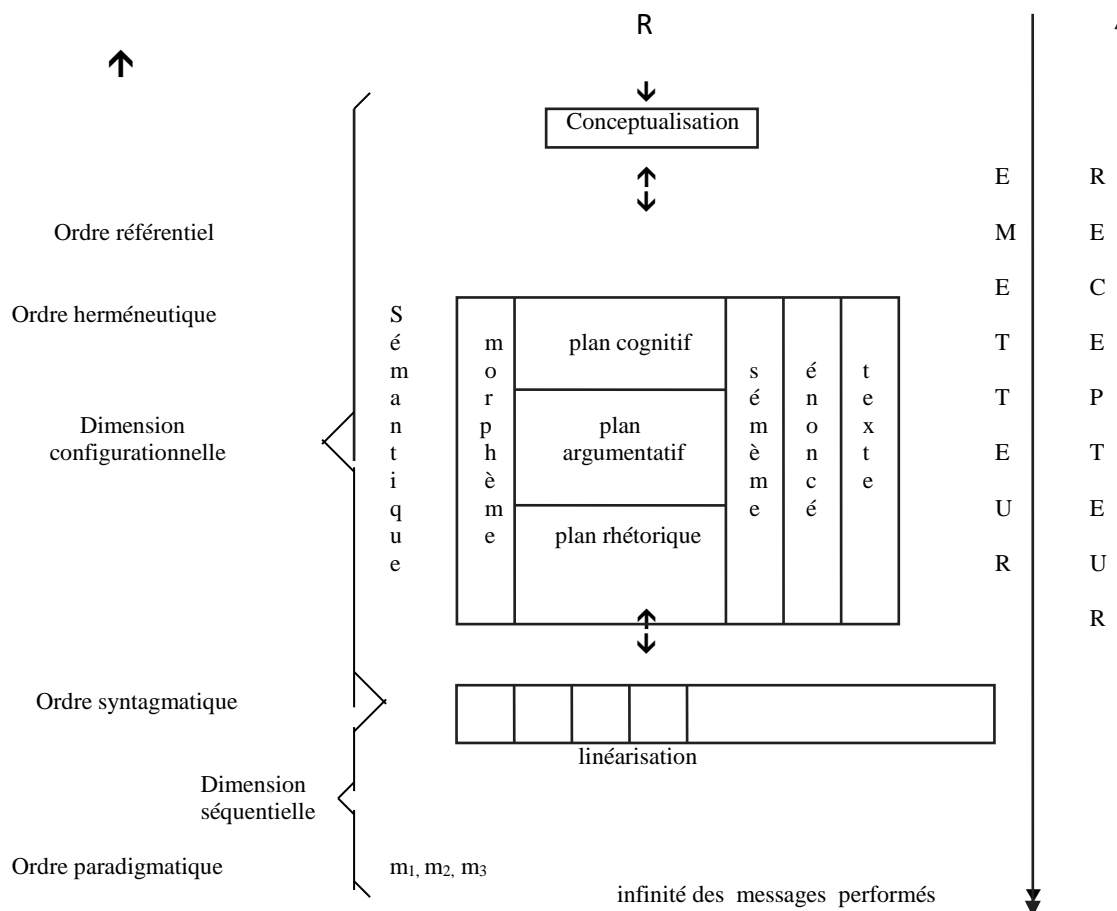 R
Conceptualisation
Ordre référentiel
Ordre herméneutique
Sémantique
morphème
plan cognitif
plan
argumentatif
plan rhétorique
sémème
énoncé
texte
EMETTEUR
RECEPTEUR
Dimension
configurationnelle
Ordre syntagmatique
linéarisation
Dimension
séquentielle
Ordre paradigmatique
m1, m2, m3
infinité des messages performés